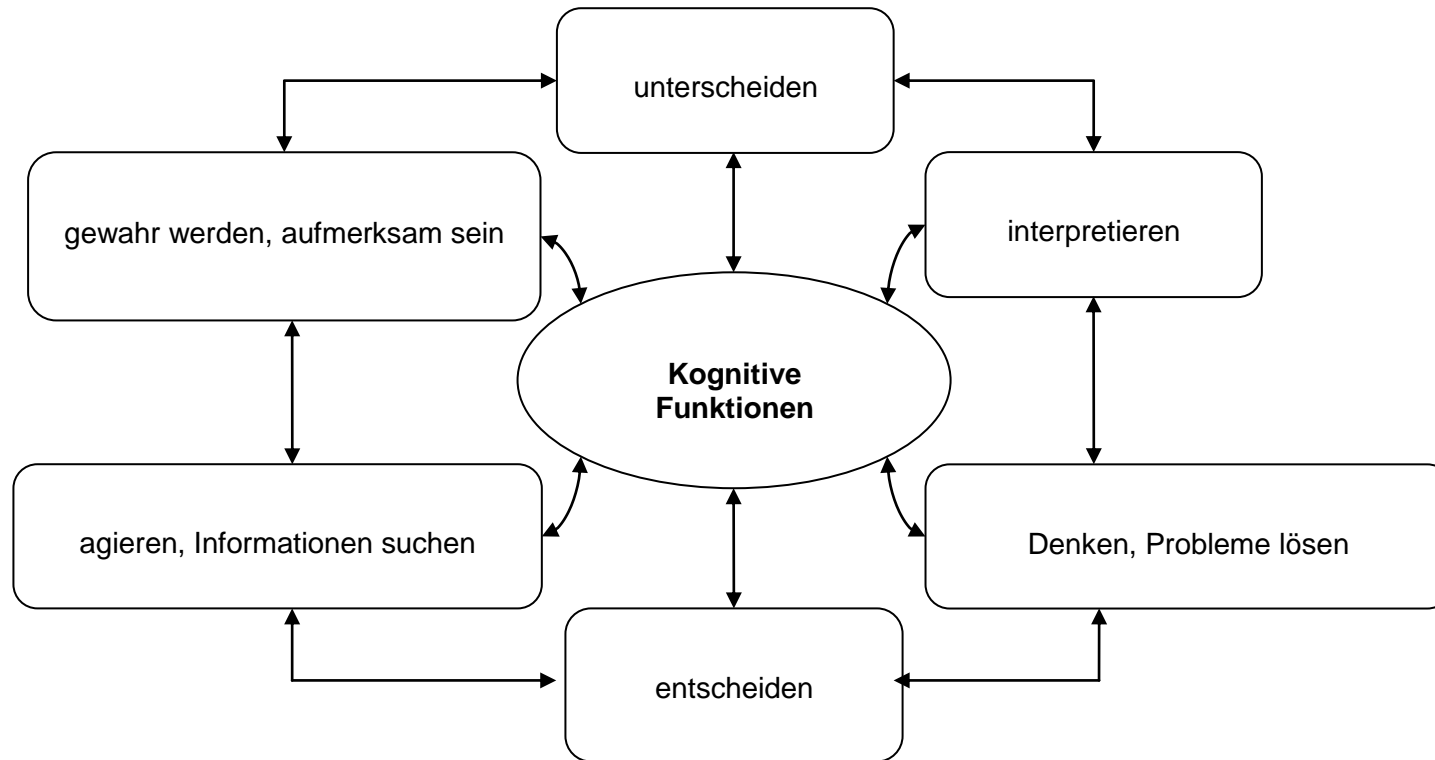 unterscheiden
gewahr werden, aufmerksam sein
interpretieren
Kognitive
Funktionen
agieren, Informationen suchen
Denken, Probleme lösen
entscheiden